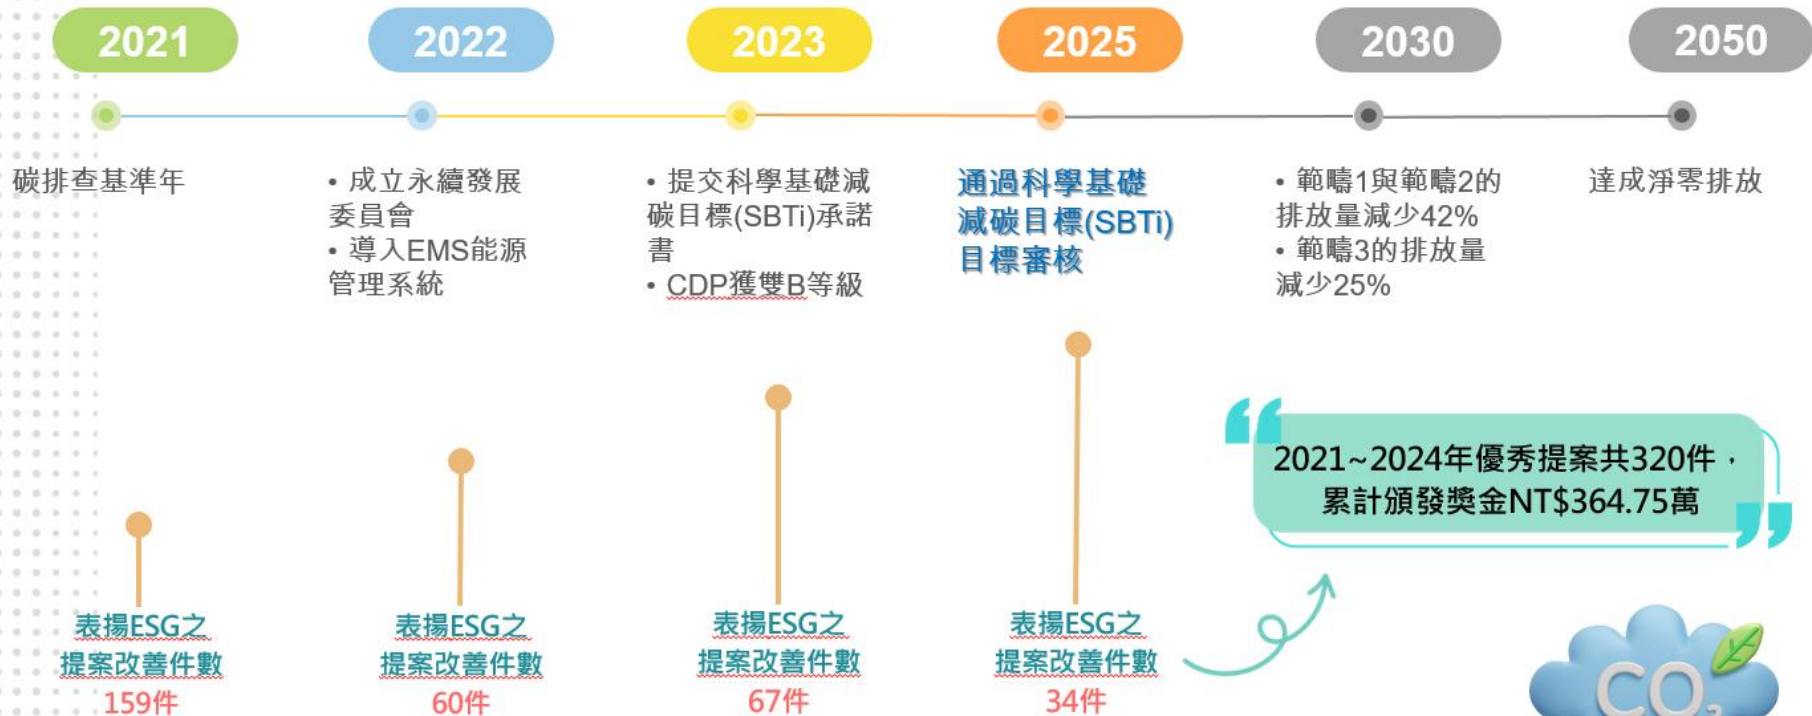 2021
2022
2023
2025
2030
2050
碳排查基準年
• 成立永續發展
委員會
• 導入EMS能源
管理系統
• 提交科學基礎減
碳目標(SBTi)承諾
書
• CDP獲雙B等級
通過科學基礎
減碳目標(SBTi)
目標審核
• 範疇1與範疇2的
排放量減少42%
• 範疇3的排放量
減少25%
達成淨零排放
2021~2024年優秀提案共320件，
累計頒發獎金NT$364.75萬
表揚ESG之
提案改善件數
159件
表揚ESG之
提案改善件數
60件
表揚ESG之
提案改善件數
67件
表揚ESG之
提案改善件數
34件
CO2